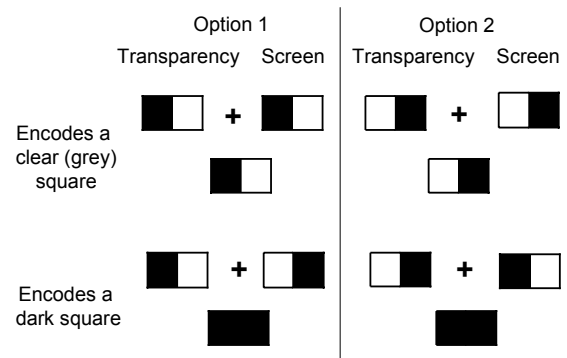 Option 1
Option 2
Transparency Screen
Transparency Screen
+
+
Encodes a
clear (grey)
square
+
+
Encodes a
dark square